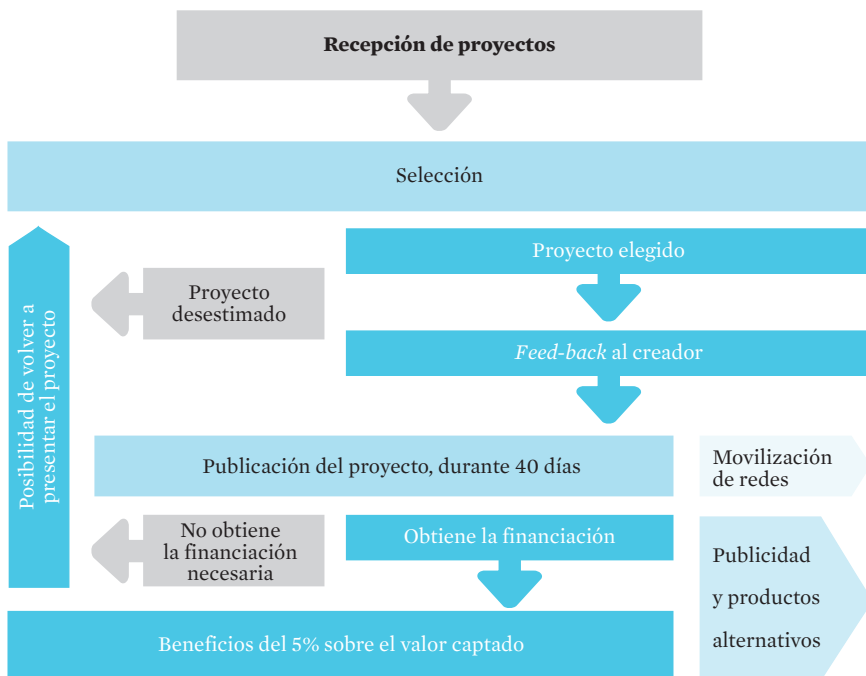 Recepción de proyectos
Selección
Proyecto elegido
Proyecto
desestimado
Feed-back al creador
Posibilidad de volver a
presentar el proyecto
Publicación del proyecto, durante 40 días
Movilización
de redes
No obtiene
la financiación
necesaria
Obtiene la financiación
Publicidad
y productos
alternativos
Beneficios del 5% sobre el valor captado